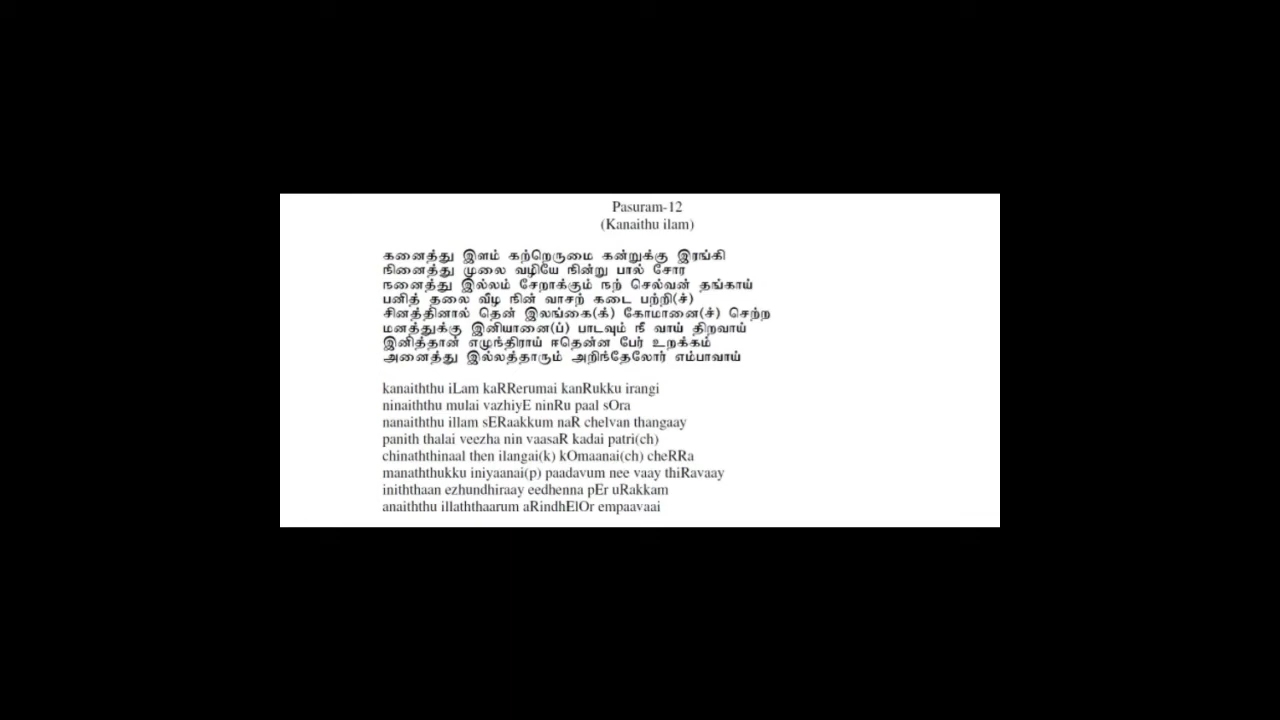 Pasuram-12
(Kanaithu ilam)
கனைத்து இளம் கற்றெருமை கன்றுக்கு இரங்கி
நினைத்து முலை வழியே நின்று பால் சோர
நனைத்து இல்லம் சேறாக்கும் நற் செல்வன் தங்காய்
பனித் தலை வீழ நின் வாசற் கடை பற்றி(ச்)
சினத்தினால் தென் இலங்கை(க்) கோமானை(ச்) செற்ற
மனத்துக்கு இனியானை(ப்) பாடவும் நீ வாய் திறவாய்
இனித்தான் எழுந்திராய் ஈதென்ன பேர் உறக்கம்
அனைத்து இல்லத்தாரும் அறிந்தேலோர் எம்பாவாய்
kanaiththu iLam kaRRerumai kanRukku irangi
ninaiththu mulai vazhiyE ninRu paal sOra
nanaiththu illam sERaakkum naR chelvan thangaay
panith thalai veezha nin vaasaR kadai patri(ch)
chinaththinaal then ilangai(k) kOmaanai(ch) cheRRa
manaththukku iniyaanai(p) paadavum nee vaay thiRavaay
iniththaan ezhundhiraay eedhenna pEr uRakkam
anaiththu illaththaarum aRindhElOr empaavaai